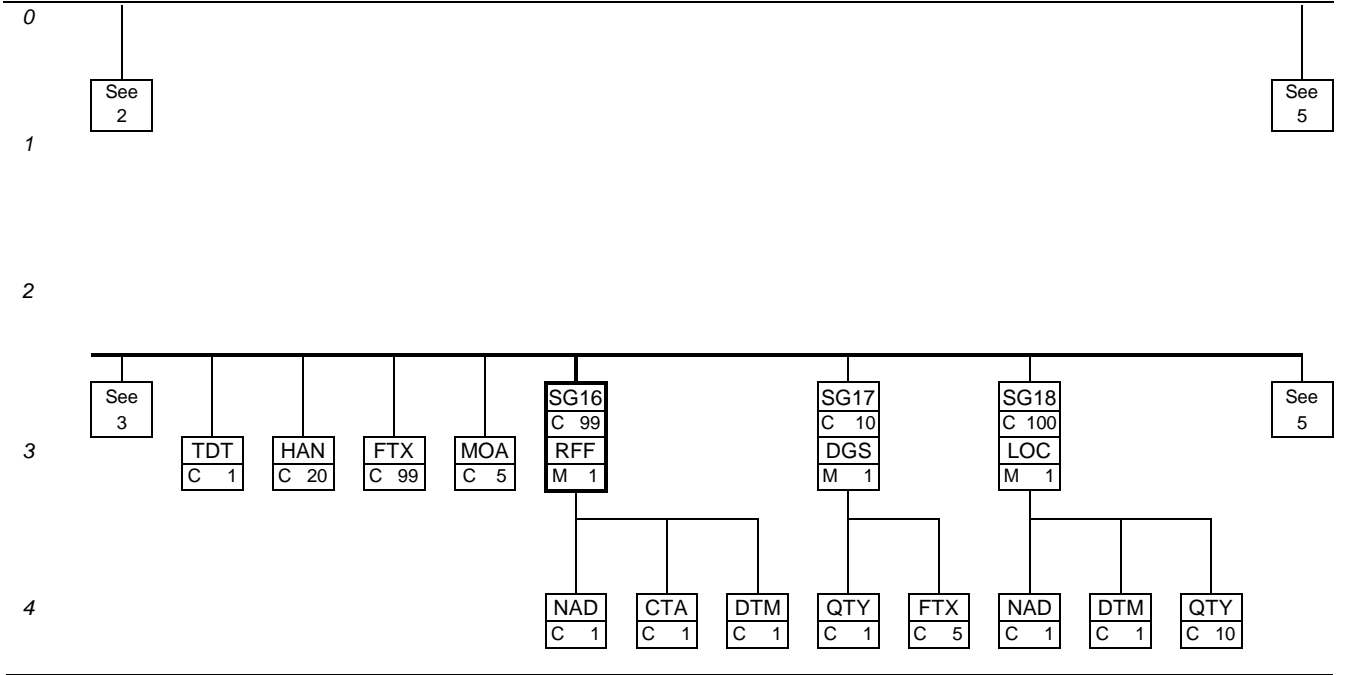 0
See See
2 5
1
2
See SG16 SG17 SG18 See
3 C 99 C 10 C 100 5
3 TDT HAN FTX MOA RFF DGS LOC
C 1 C 20 C 99 C 5 M 1 M 1 M 1
4 NAD CTA DTM QTY FTX NAD DTM QTY
C 1 C 1 C 1 C 1 C 5 C 1 C 1 C 10